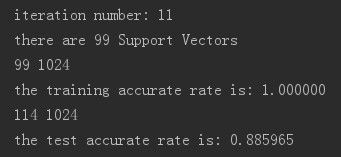 iteration number: 11
there are 99 Support Vectors
99 1024
the training accurate rate is: 1.000000
114 1024
the test accurate rate is: 0.885965